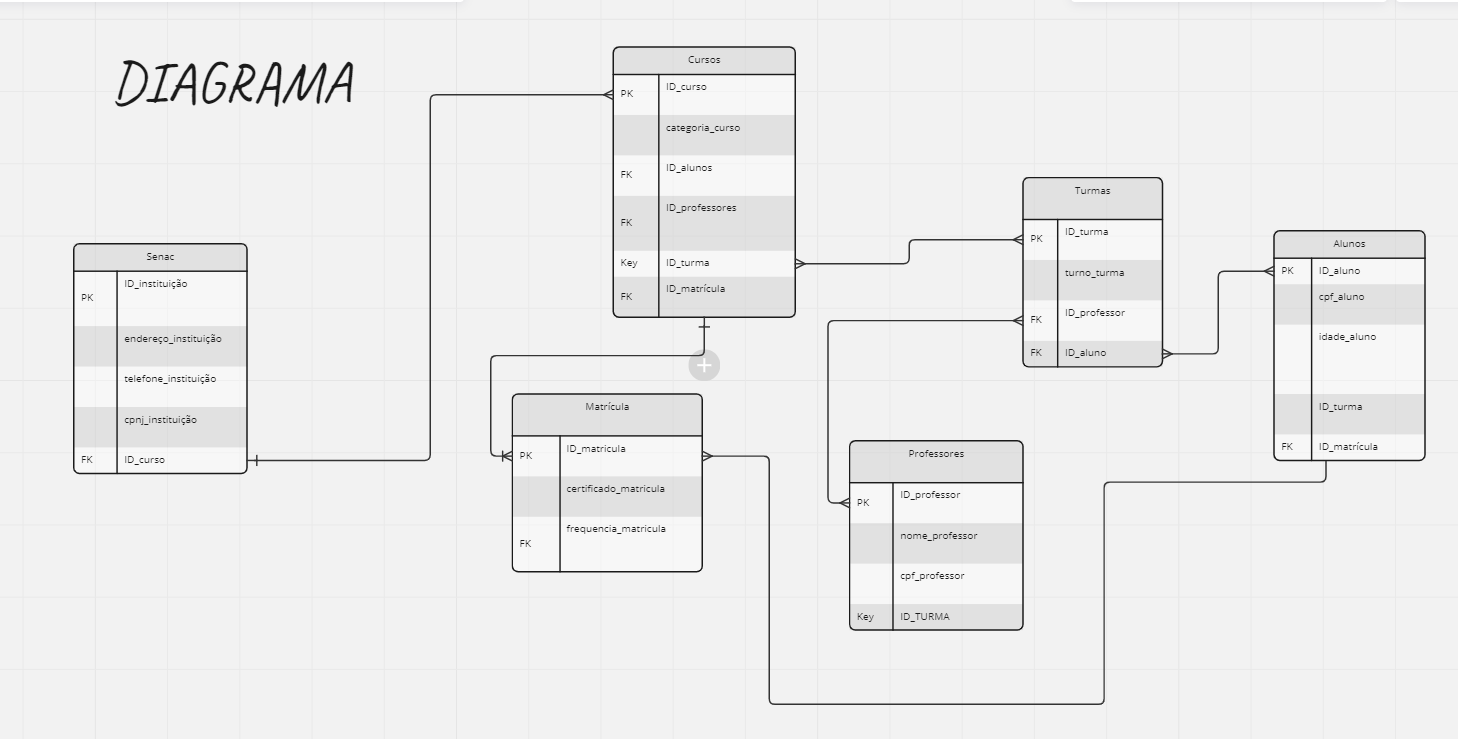 DIAGRAMA
Cursos
PK ID_curso
categoria_curso
FK ID_alunos
FK ID_professores
Key ID_turma
FK ID_matrícula
Turmas
PK ID_turma
turno_turma
FK ID_professor
FK ID_aluno
Alunos
PK ID_aluno
cpf_aluno
idade_aluno
ID_turma
FK ID_matrícula
Senac
PK ID_instituição
endereço_instituição
telefone_instituição
cpnj_instituição
FK ID_curso
Matrícula
PK ID_matricula
certificado_matricula
FK frequencia_matricula
Professores
PK ID_professor
nome_professor
cpf_professor
Key ID_TURMA